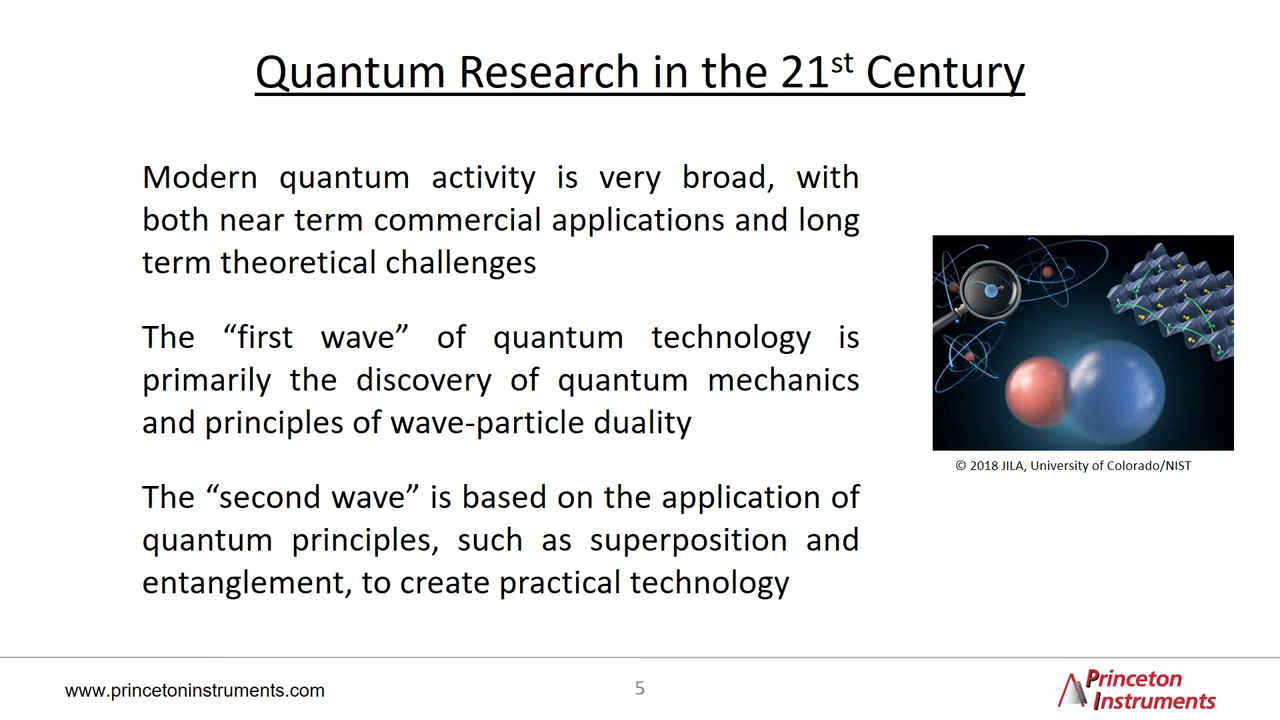 Quantum Research in the 21st Century
Modern quantum activity is very broad, with
both near term commercial applications and long
term theoretical challenges
The “first wave” of quantum technology is
primarily the discovery of quantum mechanics
and principles of wave-particle duality
The “second wave” is based on the application of
quantum principles, such as superposition and
entanglement, to create practical technology
© 2018 JILA, University of Colorado/NIST
www.princetoninstruments.com
5
Princeton
Instruments